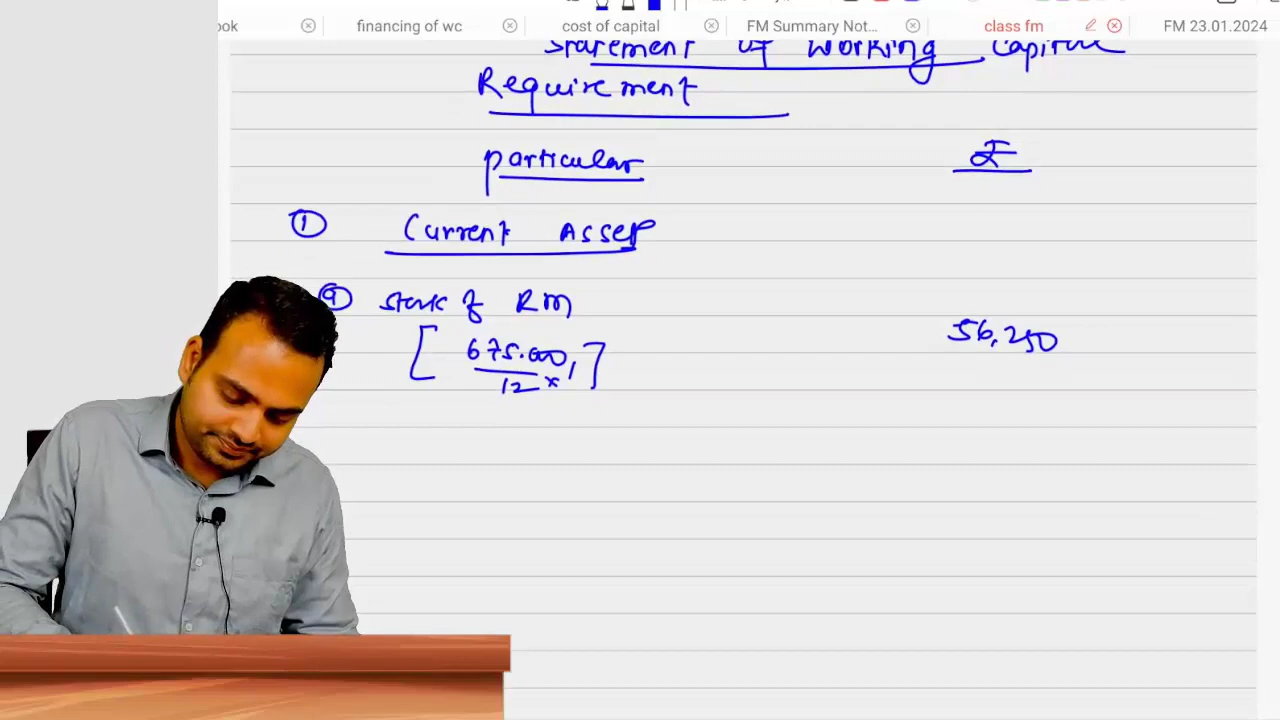 ook financing of wc cost of capital FM Summary Not... class fm FM 23.01.2024
Statement of Working Capital
Requirement
particular ₹
① Current Asset
ⓐ stock of RM
[ 675.000/12 × 1 ] 56,250